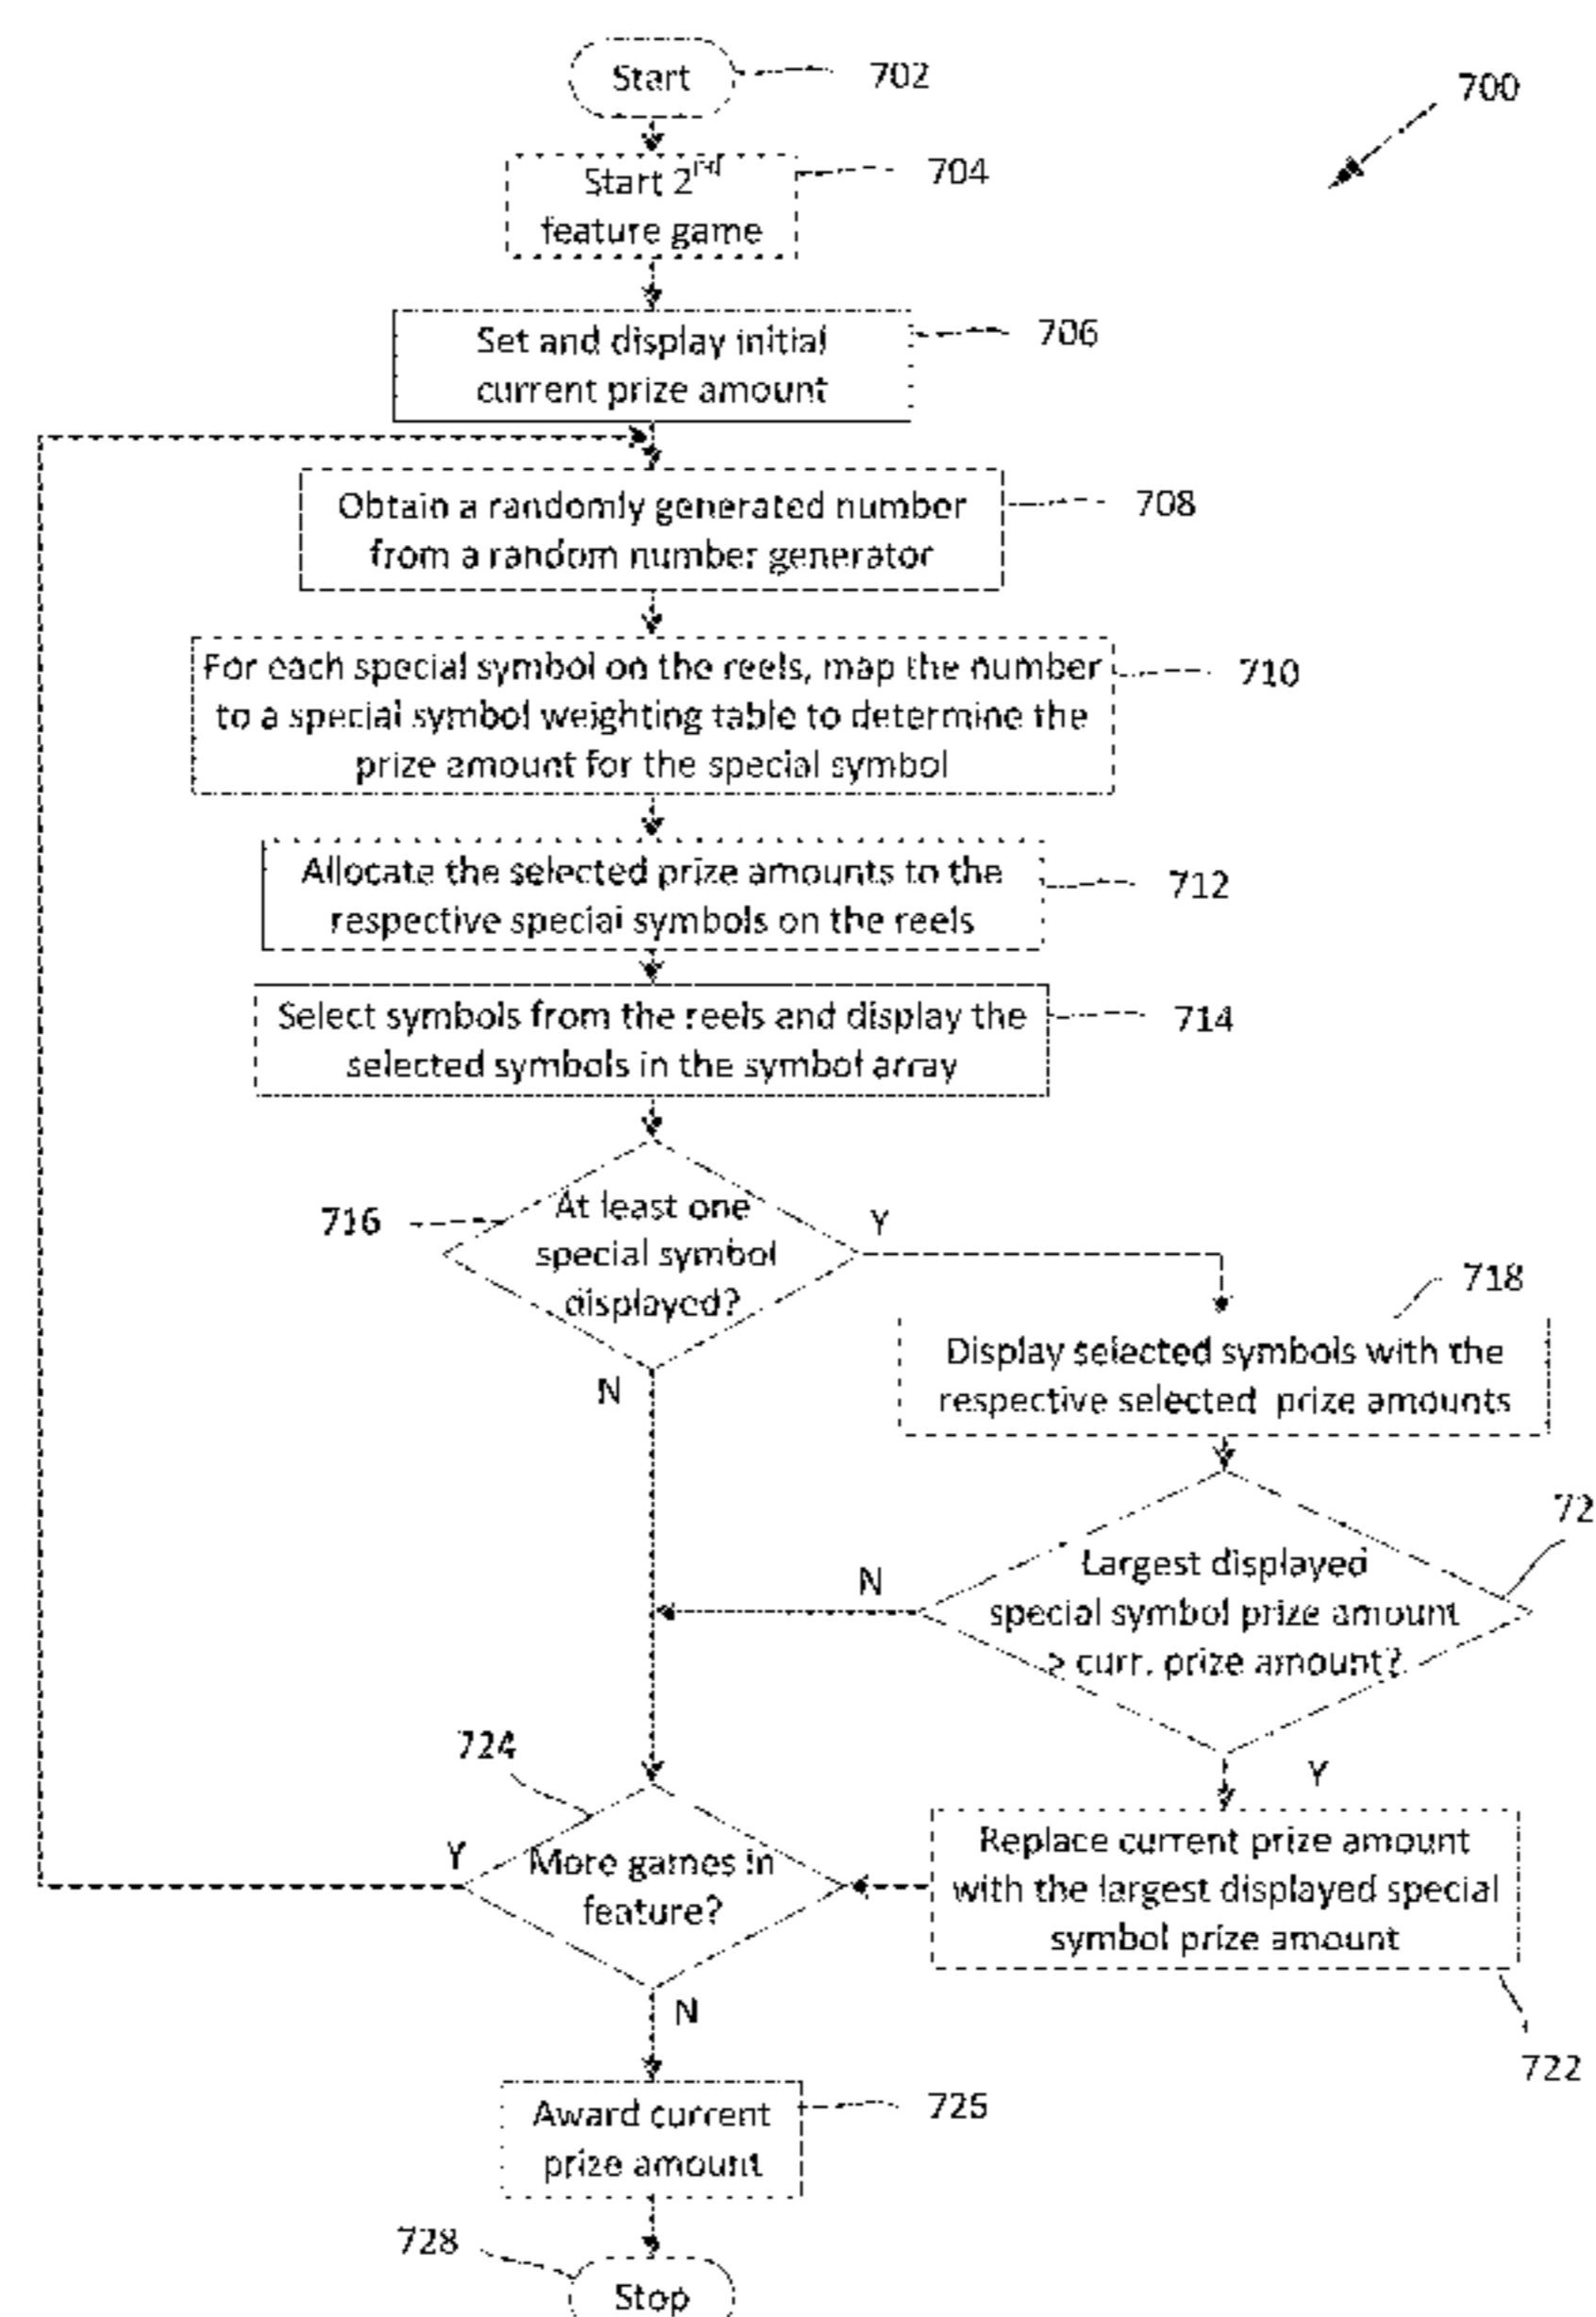 Start
702
700
Start 2nd
feature game
704
Set and display initial
current prize amount
706
Obtain a randomly generated number
from a random number generator
708
For each special symbol on the reels, map the number
to a special symbol weighting table to determine the
prize amount for the special symbol
710
Allocate the selected prize amounts to the
respective special symbols on the reels
712
Select symbols from the reels and display the
selected symbols in the symbol array
714
716
At least one
special symbol
displayed?
Y
N
718
Display selected symbols with the
respective selected prize amounts
72
Largest displayed
special symbol prize amount
> curr. prize amount?
N
Y
724
More games in
feature?
Y
N
Replace current prize amount
with the largest displayed special
symbol prize amount
722
Award current
prize amount
726
728
Stop